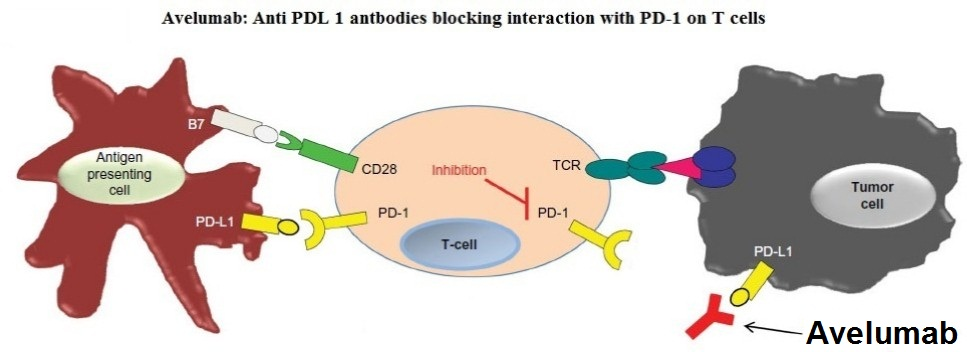 Avelumab: Anti PDL 1 antbodies blocking interaction with PD-1 on T cells
B7
Antigen
presenting
cell
CD28
Inhibition
TCR
Tumor
cell
PD-L1
PD-1
PD-1
T-cell
PD-L1
Avelumab